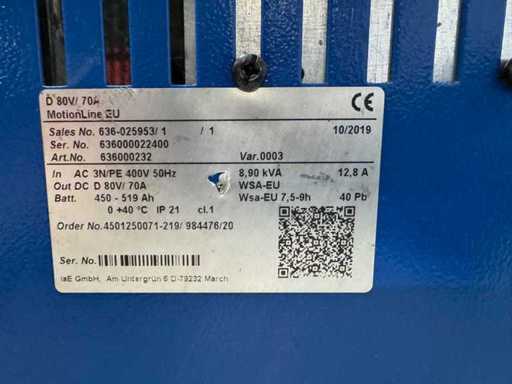 D 80V/ 70A
MotionLine EU
CE
Sales No. 636-025953/ 1 / 1 10/2019
Ser. No. 636000022400
Art.No. 636000232 Var.0003
In AC 3N/PE 400V 50Hz 8,90 kVA 12,8 A
Out DC D 80V/ 70A WSA-EU
Batt. 450 - 519 Ah Wsa-EU 7,5-9h 40 Pb
0 +40 °C IP 21 cl.1
Order No.4501250071-219/ 984476/20
Ser. No.
GmbH, Am Untergrün 6 D-79232 March